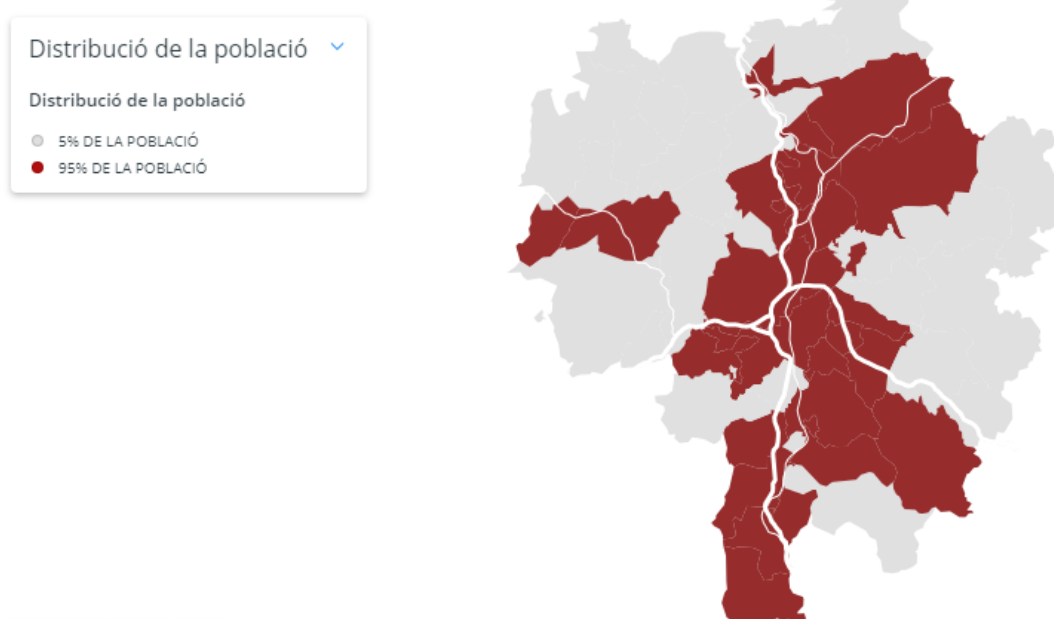 Distribució de la població
Distribució de la població
5% DE LA POBLACIÓ
95% DE LA POBLACIÓ